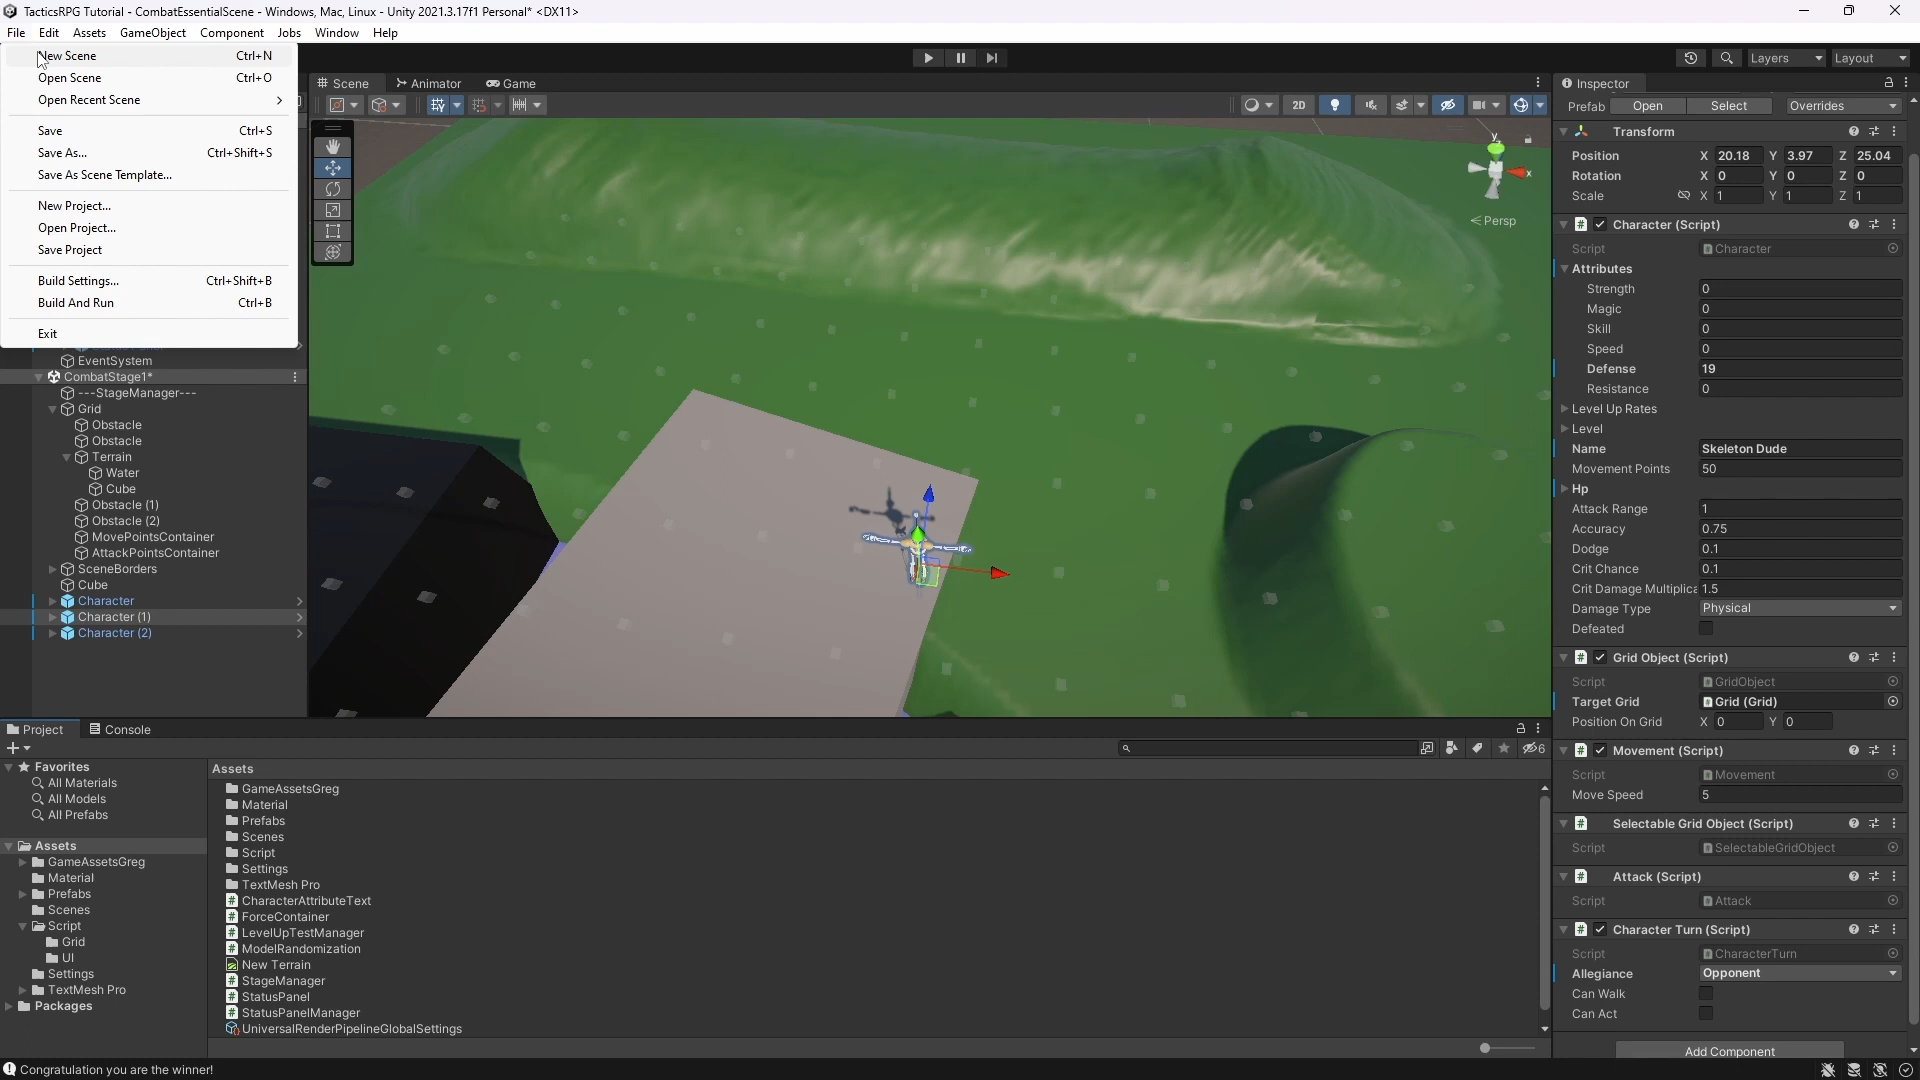 TacticsRPG Tutorial - CombatEssentialScene - Windows, Mac, Linux - Unity 2021.3.17f1 Personal* <DX11>
File Edit Assets GameObject Component Jobs Window Help
New Scene Ctrl+N
Open Scene Ctrl+O
Open Recent Scene
Save Ctrl+S
Save As... Ctrl+Shift+S
Save As Scene Template...
New Project...
Open Project...
Save Project
Build Settings... Ctrl+Shift+B
Build And Run Ctrl+B
Exit
EventSystem
CombatStage1*
---StageManager---
Grid
Obstacle
Obstacle
Terrain
Water
Cube
Obstacle (1)
Obstacle (2)
MovePointsContainer
AttackPointsContainer
SceneBorders
Cube
Character
Character (1)
Character (2)
Layers Layout
Scene Animator Game
2D
y
x
Persp
Inspector
Prefab Open Select Overrides
Transform
Position X 20.18 Y 3.97 Z 25.04
Rotation X 0 Y 0 Z 0
Scale X 1 Y 1 Z 1
Character (Script)
Script Character
Attributes
Strength 0
Magic 0
Skill 0
Speed 0
Defense 19
Resistance 0
Level Up Rates
Level
Name Skeleton Dude
Movement Points 50
Hp
Attack Range 1
Accuracy 0.75
Dodge 0.1
Crit Chance 0.1
Crit Damage Multiplica 1.5
Damage Type Physical
Defeated
Grid Object (Script)
Script GridObject
Target Grid Grid (Grid)
Position On Grid X 0 Y 0
Movement (Script)
Script Movement
Move Speed 5
Selectable Grid Object (Script)
Script SelectableGridObject
Attack (Script)
Script Attack
Character Turn (Script)
Script CharacterTurn
Allegiance Opponent
Can Walk
Can Act
Add Component
Project Console
6
Favorites
All Materials
All Models
All Prefabs
Assets
GameAssetsGreg
Material
Prefabs
Scenes
Script
Grid
UI
Settings
TextMesh Pro
Packages
Assets
GameAssetsGreg
Material
Prefabs
Scenes
Script
Settings
TextMesh Pro
CharacterAttributeText
ForceContainer
LevelUpTestManager
ModelRandomization
New Terrain
StageManager
StatusPanel
StatusPanelManager
UniversalRenderPipelineGlobalSettings
Congratulation you are the winner!